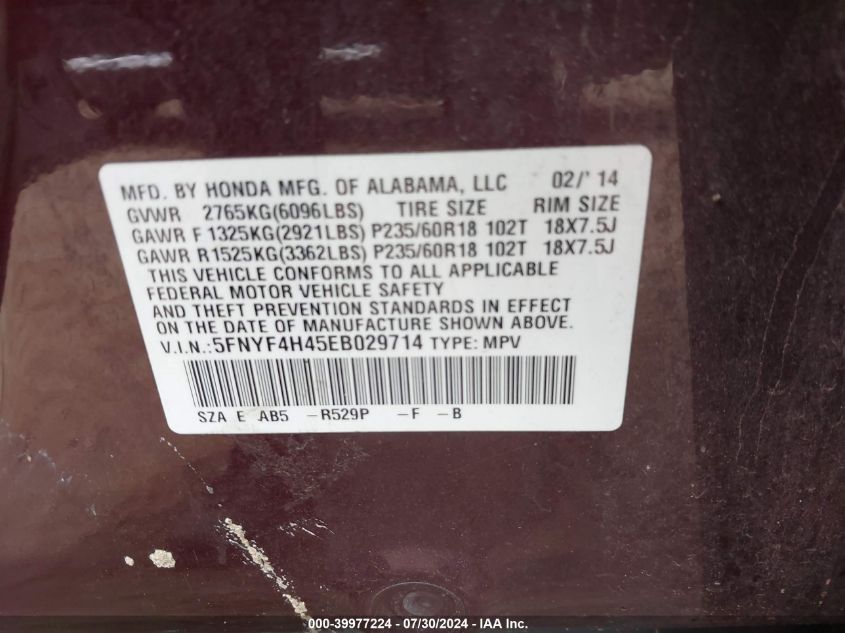 MFD. BY HONDA MFG. OF ALABAMA, LLC 02/'14
GVWR 2765KG(6096LBS) TIRE SIZE RIM SIZE
GAWR F1325KG(2921LBS) P235/60R18 102T 18X7.5J
GAWR R1525KG(3362LBS) P235/60R18 102T 18X7.5J
THIS VEHICLE CONFORMS TO ALL APPLICABLE
FEDERAL MOTOR VEHICLE SAFETY
AND THEFT PREVENTION STANDARDS IN EFFECT
ON THE DATE OF MANUFACTURE SHOWN ABOVE.
V.I.N.:5FNYF4H45EB029714 TYPE: MPV
SZA E AB5 -R529P -F -B
000-39977224 - 07/30/2024 - IAA Inc.